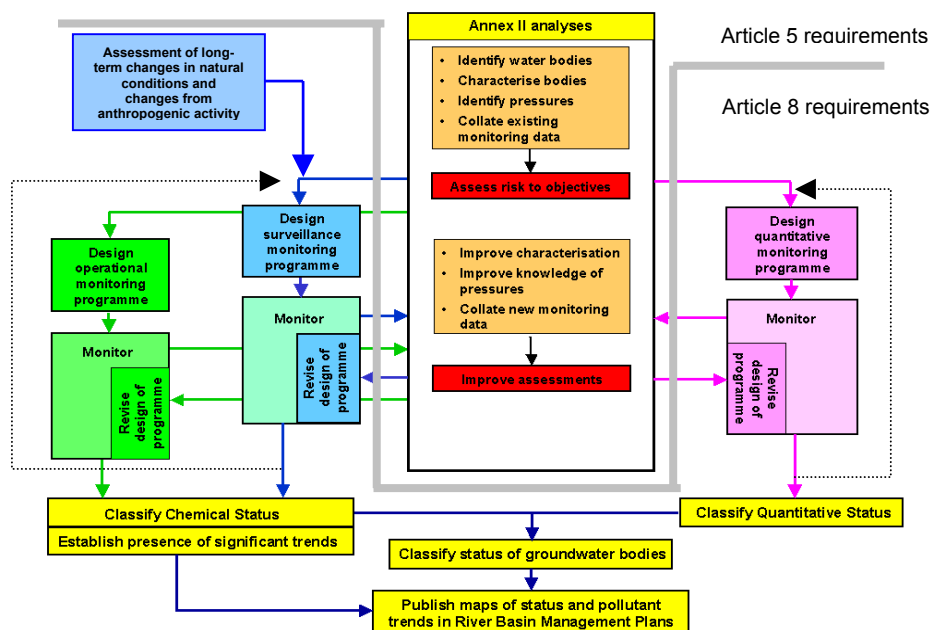 Annex II analyses
Article 5 requirements
Assessment of long-
term changes in natural
conditions and
changes from
anthropogenic activity
• Identify water bodies
• Characterise bodies
• Identify pressures
• Collate existing
monitoring data
Article 8 requirements
Assess risk to objectives
Design
surveillance
monitoring
programme
Design
quantitative
monitoring
programme
Design
operational
monitoring
programme
• Improve characterisation
• Improve knowledge of
pressures
• Collate new monitoring
data
Monitor
Revise
design of
programme
Monitor
Revise
design of
programme
Improve assessments
Monitor
Revise
design of
programme
Classify Chemical Status
Establish presence of significant trends
Classify Quantitative Status
Classify status of groundwater bodies
Publish maps of status and pollutant
trends in River Basin Management Plans